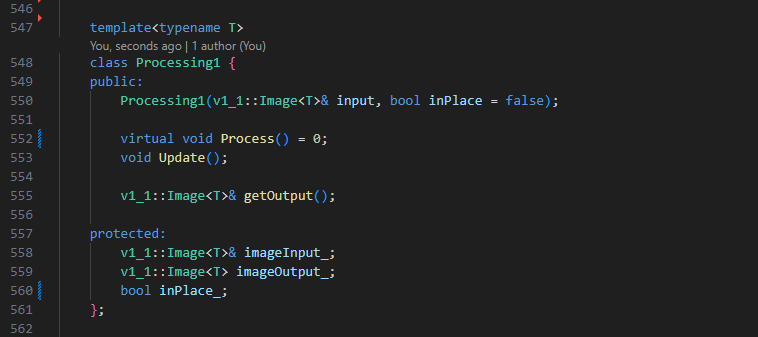 546
547 template<typename T>
You, seconds ago | 1 author (You)
548 class Processing1 {
549 public:
550 Processing1(v1_1::Image<T>& input, bool inPlace = false);
551
552 virtual void Process() = 0;
553 void Update();
554
555 v1_1::Image<T>& getOutput();
556
557 protected:
558 v1_1::Image<T>& imageInput_;
559 v1_1::Image<T> imageOutput_;
560 bool inPlace_;
561 };
562